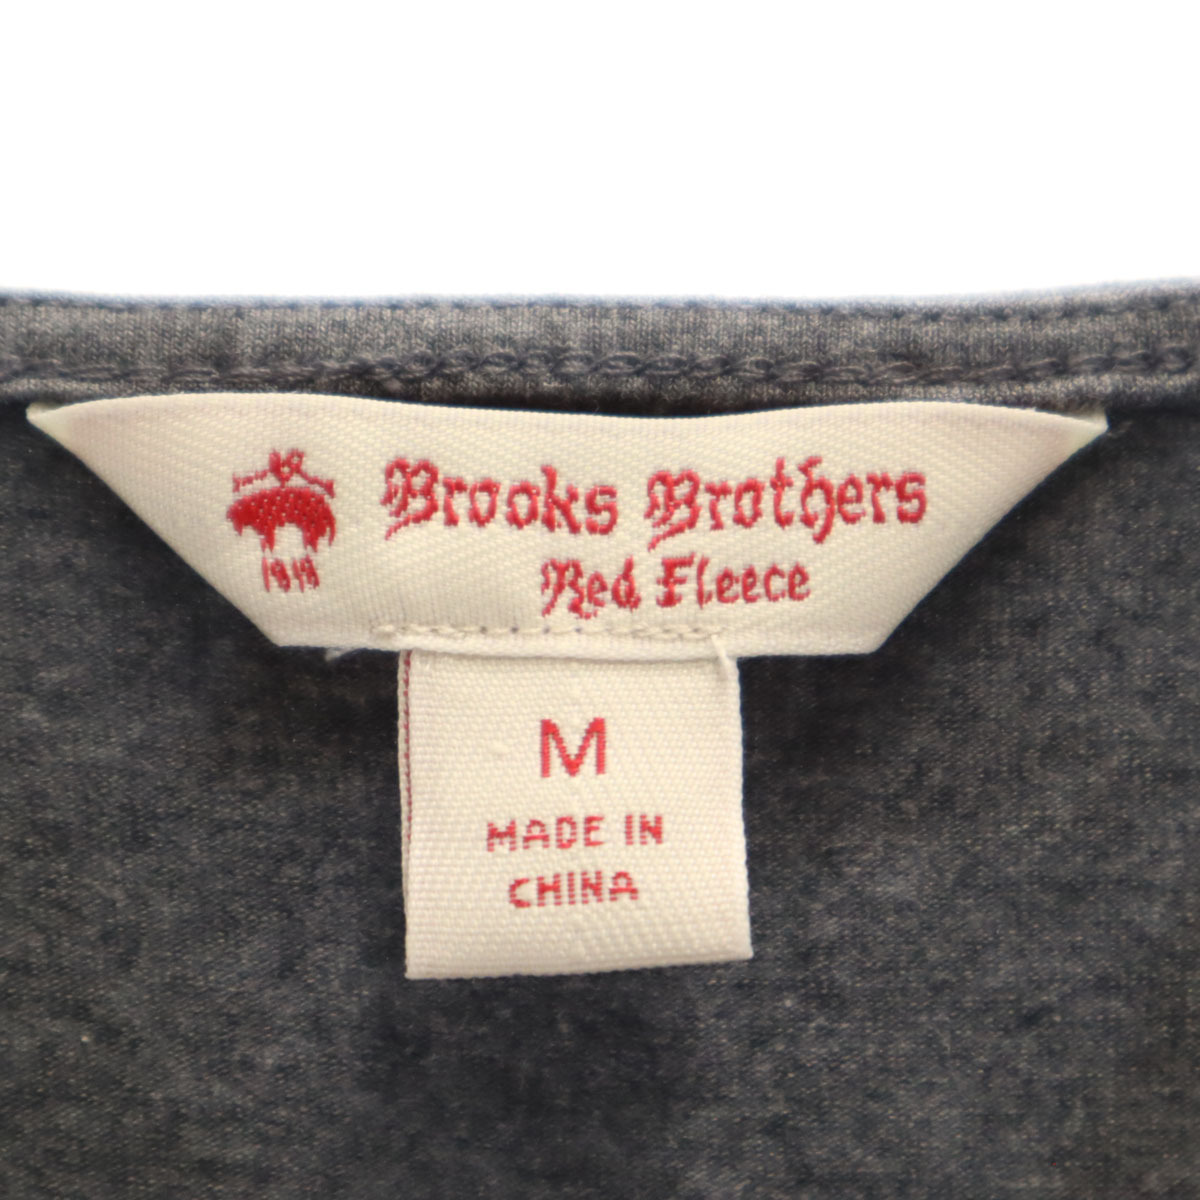 Brooks Brothers
Red Fleece
1818
M
MADE IN
CHINA